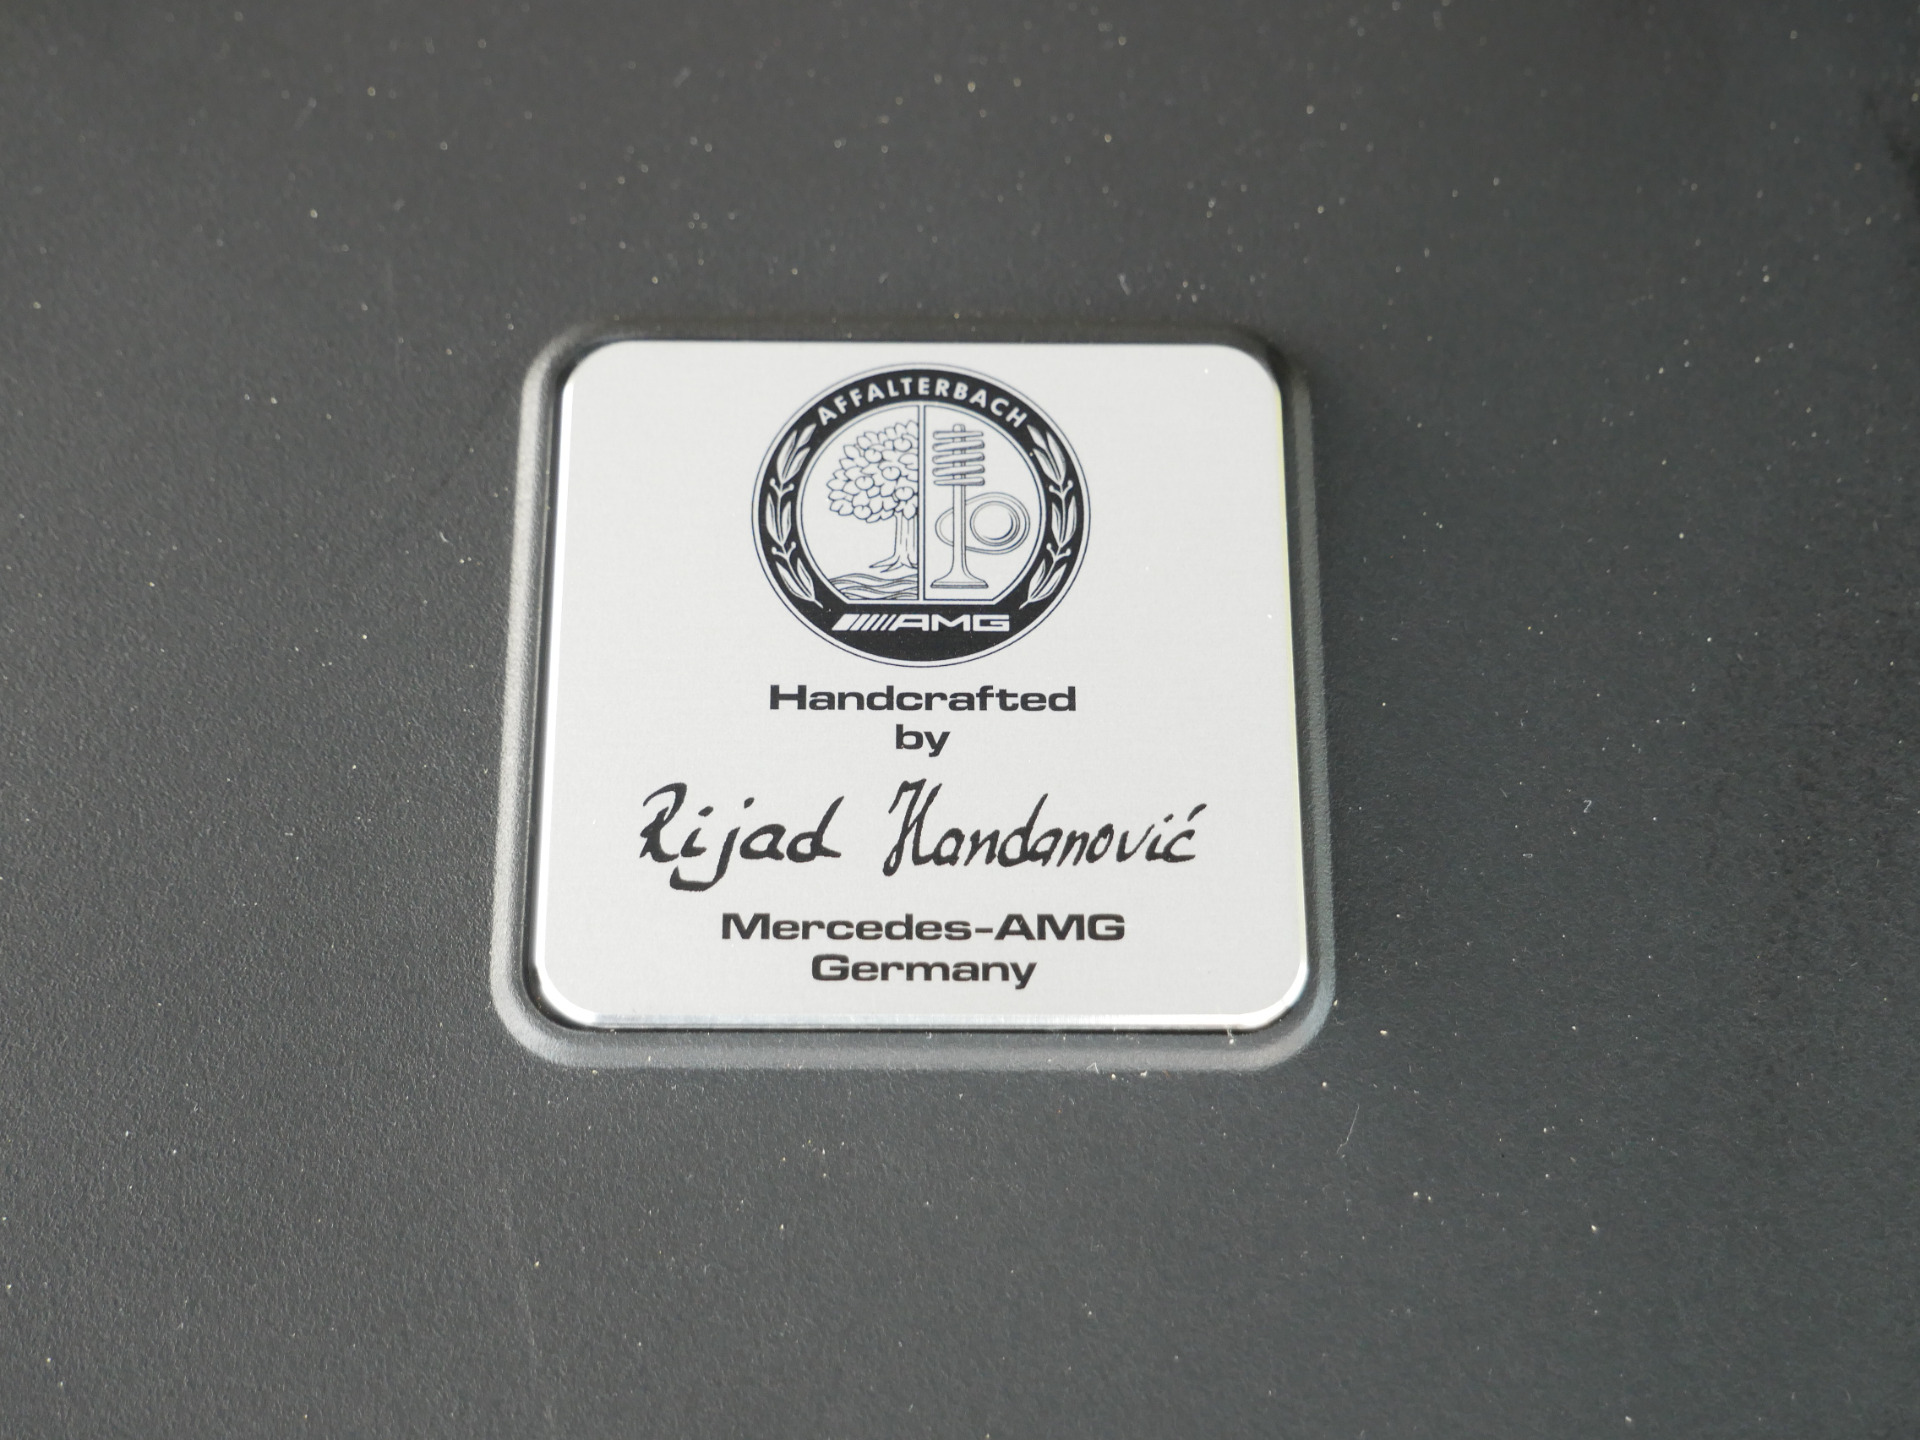 AFFALTERBACH
AMG
Handcrafted
by
Rijad Handanović
Mercedes-AMG
Germany